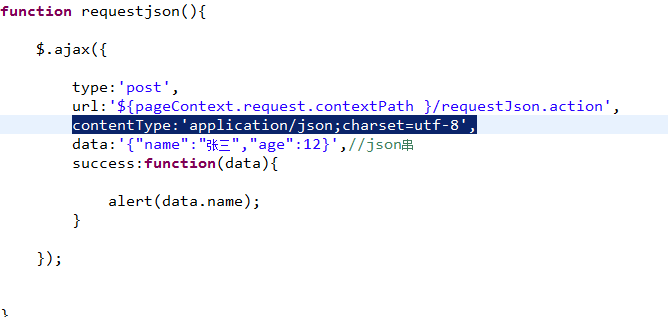 function requestjson(){
$.ajax({
type:'post',
url:'${pageContext.request.contextPath }/requestJson.action',
contentType:'application/json;charset=utf-8',
data:'{"name":"张三","age":12}',//json串
success:function(data){
alert(data.name);
}
});
}